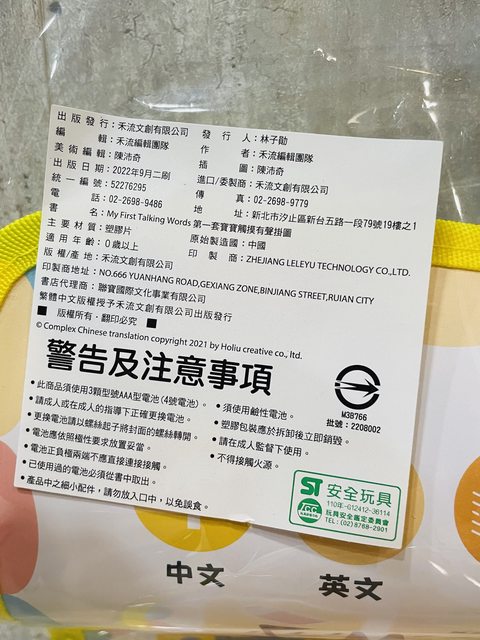 出版發行：禾流文創有限公司
發行人：林子勛
編輯：禾流編輯團隊
作者：禾流編輯團隊
美術編輯：陳沛奇
插圖：陳沛奇
出版日期：2022年9月二刷
進口/委製商：禾流文創有限公司
統一編號：52276295
傳真：02-2698-9779
電話：02-2698-9486
地址：新北市汐止區新台五路一段79號19樓之1
書名：My First Talking Words 第一套寶寶觸摸有聲掛圖
主要材質：塑膠片
原始製造國：中國
適用年齡：0歲以上
印製商：ZHEJIANG LELEYU TECHNOLOGY CO.,LTD.
版權/產地：禾流文創有限公司
印製商地址：NO.666 YUANHANG ROAD,GEXIANG ZONE,BINJIANG STREET,RUIAN CITY
書店代理商：聯寶國際文化事業有限公司
繁體中文版權授予禾流文創有限公司出版發行
■ 版權所有・翻印必究 ■
© Complex Chinese translation copyright 2021 by Holiu creative co., ltd.
警告及注意事項
• 此商品須使用3顆型號AAA型電池(4號電池)。
• 請成人或在成人的指導下正確更換電池。
• 更換電池請以螺絲起子將封面的螺絲轉開。
• 電池應依照極性要求放置妥當。
• 電池正負極兩端不應直接連接接觸。
• 已使用過的電池必須從書中取出。
• 產品中之細小配件，請勿放入口中，以免誤食。
• 須使用鹼性電池。
• 塑膠包裝應於拆卸後立即銷毀。
• 請在成人監督下使用。
• 不得接觸火源。
M3B766
批號：2208002
ST 安全玩具
110年-G12412-36114
玩具安全鑑定委員會
TEL：(02)8768-2901
中文
英文